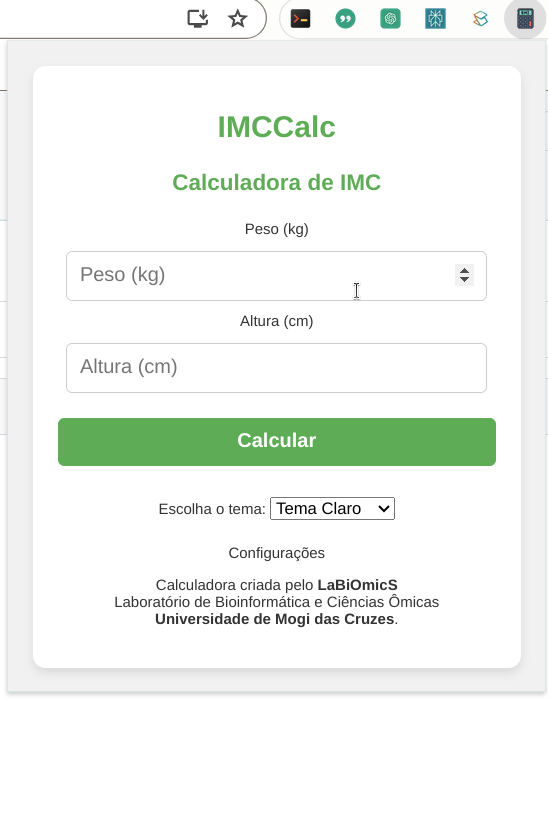 IMCCalc
Calculadora de IMC
Peso (kg)
Peso (kg)
Altura (cm)
Altura (cm)
Calcular
Escolha o tema: Tema Claro
Configurações
Calculadora criada pelo LaBiOmicS
Laboratório de Bioinformática e Ciências Ômicas
Universidade de Mogi das Cruzes.